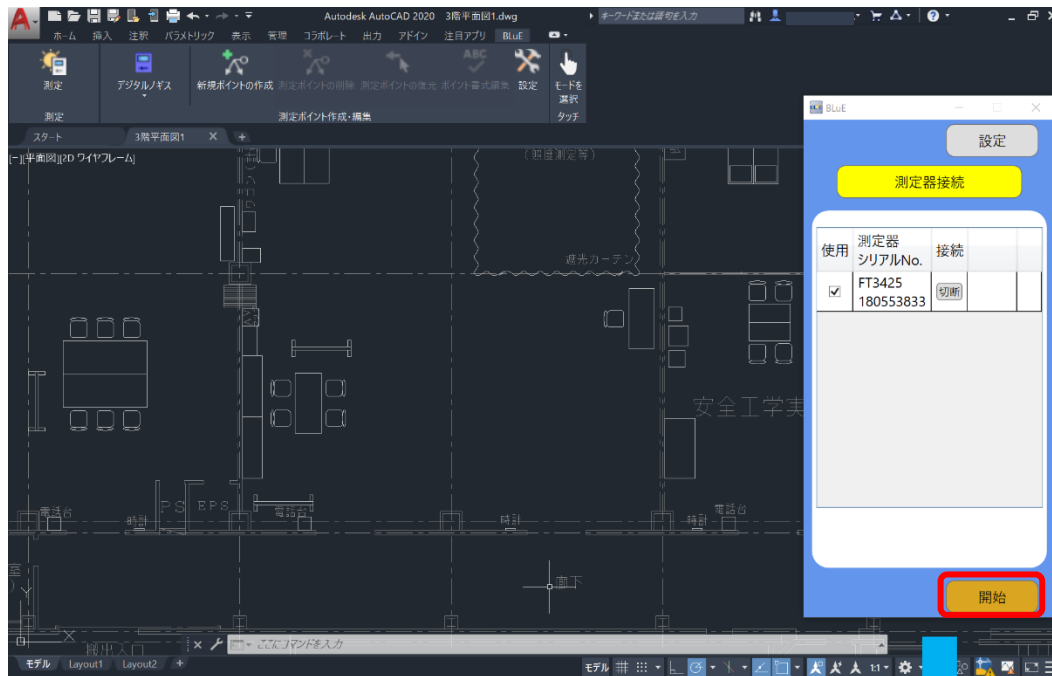 Autodesk AutoCAD 2020 3階平面図1.dwg
キーワードまたは語句を入力
ホーム 挿入 注釈 パラメトリック 表示 管理 コラボレート 出力 アドイン 注目アプリ BLuE
測定
デジタルノギス
新規ポイントの作成
測定ポイントの削除
測定ポイントの復元
ABC
ポイント書式編集
設定
モードを
選択
測定
測定ポイント作成・編集
タッチ
スタート
3階平面図1
[-][平面図][2D ワイヤフレーム]
(照度測定等)
遮光カーテン
安全工学実
PS
EPS
電話台
時計
電話台
時計
時計
電話台
廊下
室
搬出入口
Y
X
ここにコマンドを入力
モデル Layout1 Layout2 +
モデル
1:1
BLuE
設定
測定器接続
使用
測定器
シリアルNo.
接続
FT3425
180553833
切断
開始